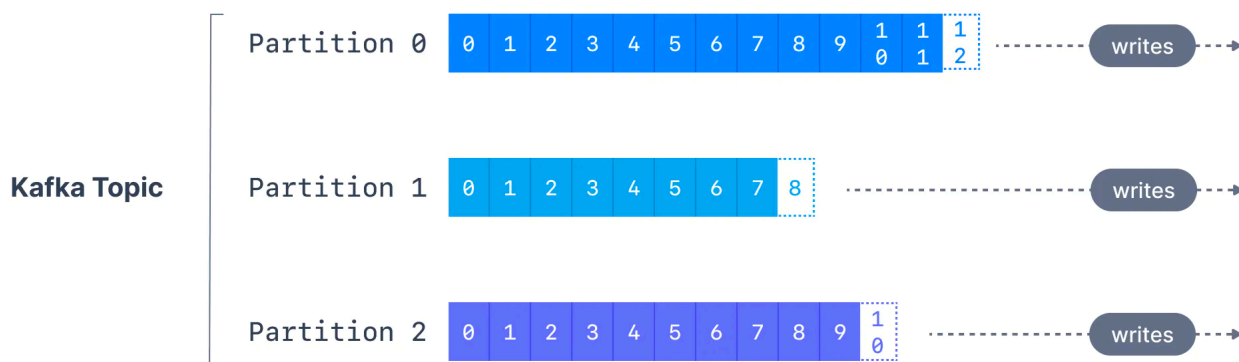 Partition 0 0 1 2 3 4 5 6 7 8 9 10 11 12 writes
Kafka Topic Partition 1 0 1 2 3 4 5 6 7 8 writes
Partition 2 0 1 2 3 4 5 6 7 8 9 10 writes